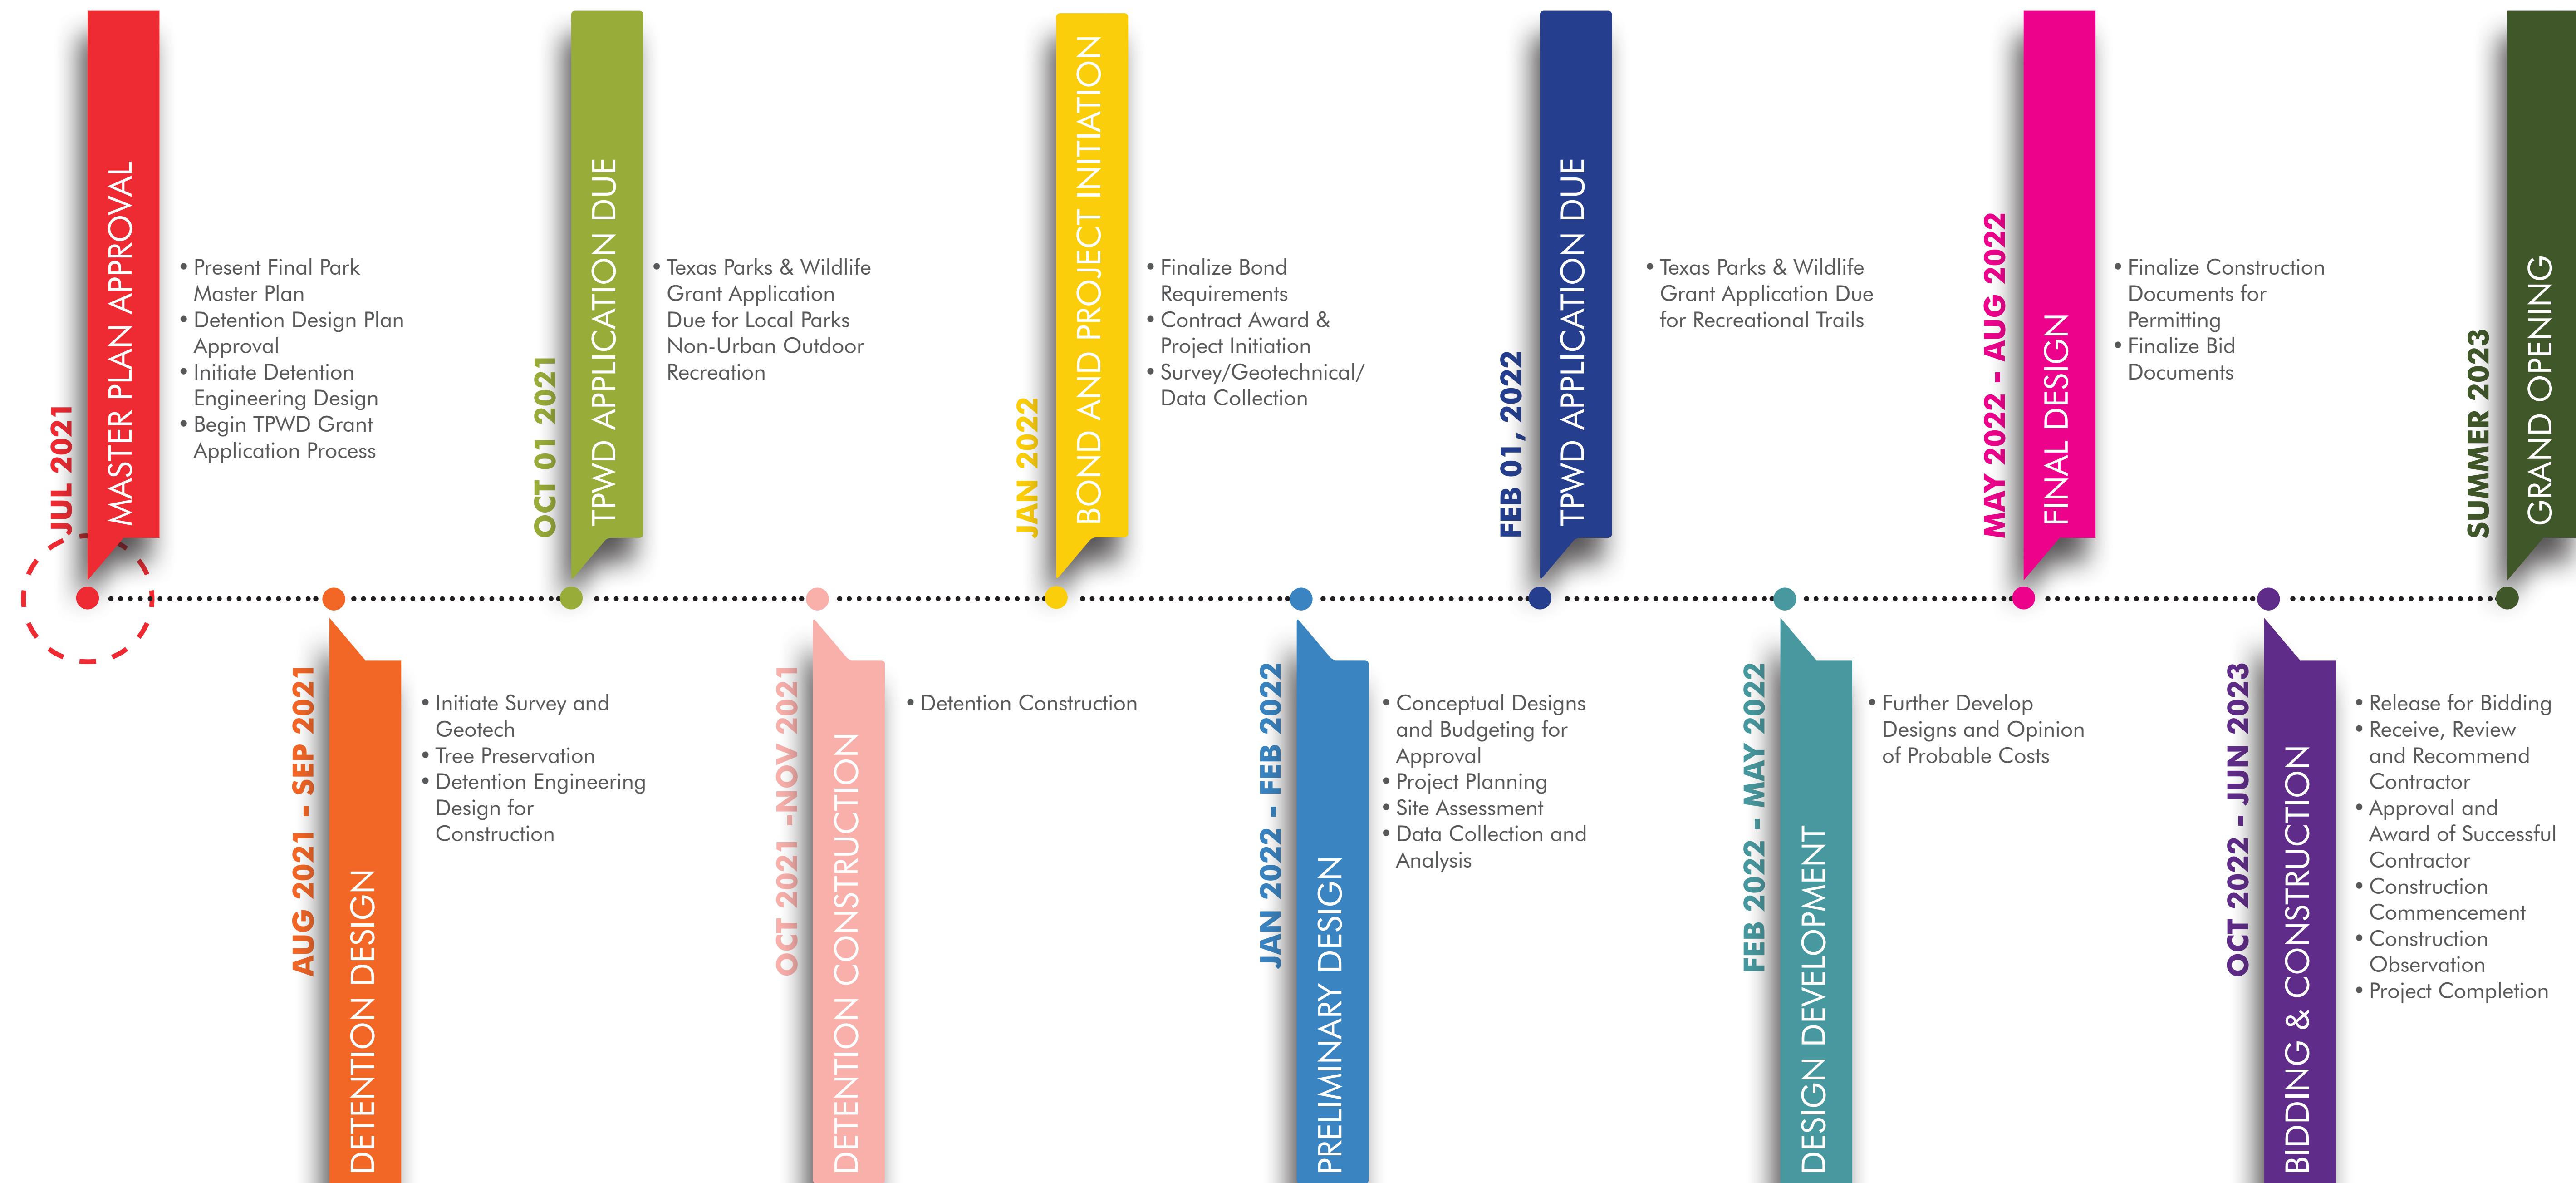 JUL 2021
MASTER PLAN APPROVAL
• Present Final Park
Master Plan
• Detention Design Plan
Approval
• Initiate Detention
Engineering Design
• Begin TPWD Grant
Application Process
AUG 2021 - SEP 2021
DETENTION DESIGN
• Initiate Survey and
Geotech
• Tree Preservation
• Detention Engineering
Design for
Construction
OCT 01 2021
TPWD APPLICATION DUE
• Texas Parks & Wildlife
Grant Application
Due for Local Parks
Non-Urban Outdoor
Recreation
OCT 2021 -NOV 2021
DETENTION CONSTRUCTION
• Detention Construction
JAN 2022
BOND AND PROJECT INITIATION
• Finalize Bond
Requirements
• Contract Award &
Project Initiation
• Survey/Geotechnical/
Data Collection
JAN 2022 - FEB 2022
PRELIMINARY DESIGN
• Conceptual Designs
and Budgeting for
Approval
• Project Planning
• Site Assessment
• Data Collection and
Analysis
FEB 01, 2022
TPWD APPLICATION DUE
• Texas Parks & Wildlife
Grant Application Due
for Recreational Trails
FEB 2022 - MAY 2022
DESIGN DEVELOPMENT
• Further Develop
Designs and Opinion
of Probable Costs
MAY 2022 - AUG 2022
FINAL DESIGN
• Finalize Construction
Documents for
Permitting
• Finalize Bid
Documents
OCT 2022 - JUN 2023
BIDDING & CONSTRUCTION
• Release for Bidding
• Receive, Review
and Recommend
Contractor
• Approval and
Award of Successful
Contractor
• Construction
Commencement
• Construction
Observation
• Project Completion
SUMMER 2023
GRAND OPENING